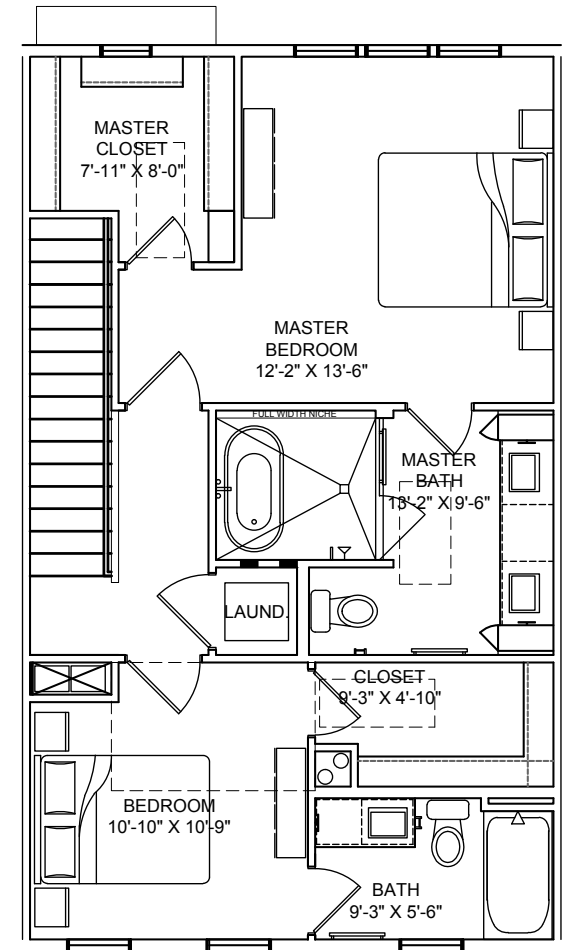 MASTER
CLOSET
7'-11" X 8'-0"
MASTER
BEDROOM
12'-2" X 13'-6"
FULL WIDTH NICHE
MASTER
BATH
13'-2" X 9'-6"
LAUND.
CLOSET
9'-3" X 4'-10"
BEDROOM
10'-10" X 10'-9"
BATH
9'-3" X 5'-6"